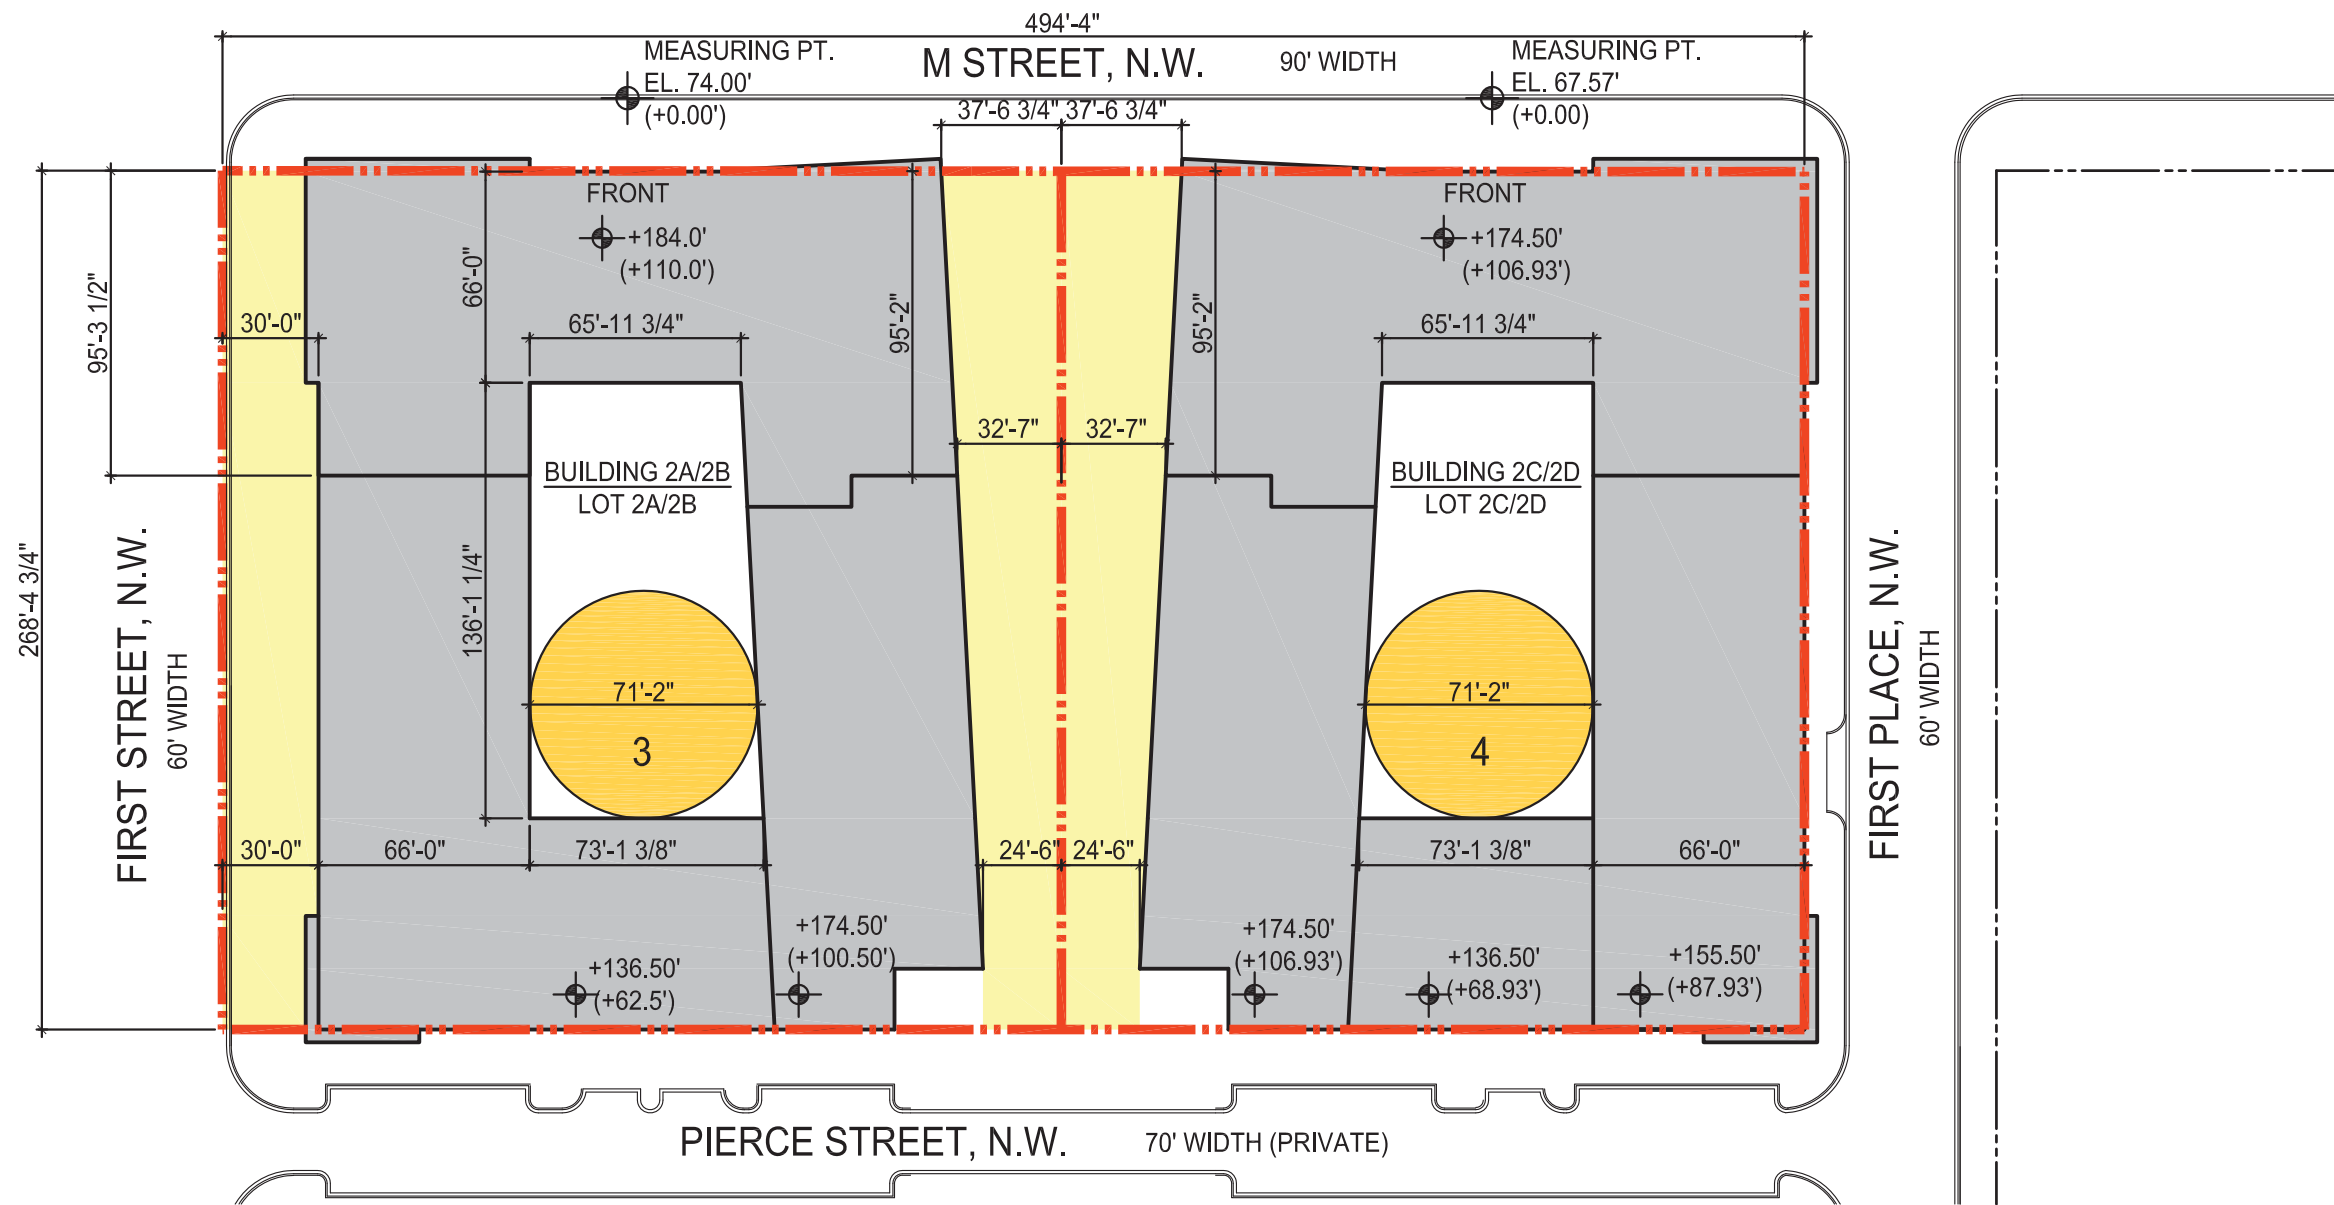 494'-4"
MEASURING PT.
EL. 74.00'
(+0.00')
M STREET, N.W.
90' WIDTH
MEASURING PT.
EL. 67.57'
(+0.00)
37'-6 3/4"
37'-6 3/4"
FRONT
+184.0'
(+110.0')
FRONT
+174.50'
(+106.93')
66'-0"
95'-3 1/2"
95'-2"
95'-2"
30'-0"
65'-11 3/4"
65'-11 3/4"
32'-7"
32'-7"
BUILDING 2A/2B
LOT 2A/2B
BUILDING 2C/2D
LOT 2C/2D
268'-4 3/4"
FIRST STREET, N.W.
60' WIDTH
136'-1 1/4"
71'-2"
3
71'-2"
4
FIRST PLACE, N.W.
60' WIDTH
30'-0"
66'-0"
73'-1 3/8"
24'-6"
24'-6"
73'-1 3/8"
66'-0"
+136.50'
(+62.5')
+174.50'
(+100.50')
+174.50'
(+106.93')
+136.50'
(+68.93')
+155.50'
(+87.93')
PIERCE STREET, N.W.
70' WIDTH (PRIVATE)